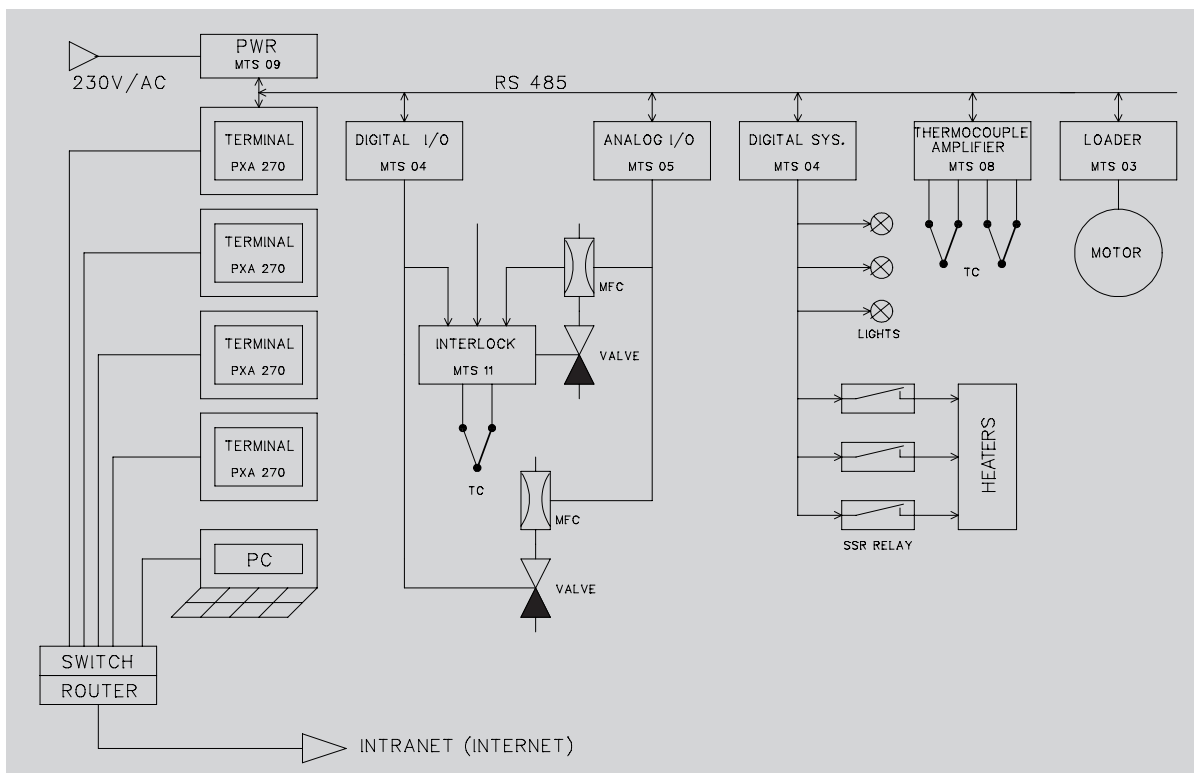 PWR
MTS 09
230V/AC
RS 485
TERMINAL
PXA 270
DIGITAL I/O
MTS 04
ANALOG I/O
MTS 05
DIGITAL SYS.
MTS 04
THERMOCOUPLE
AMPLIFIER
MTS 08
LOADER
MTS 03
TERMINAL
PXA 270
MFC
TC
MOTOR
LIGHTS
TERMINAL
PXA 270
INTERLOCK
MTS 11
VALVE
TERMINAL
PXA 270
TC
MFC
HEATERS
SSR RELAY
PC
VALVE
SWITCH
ROUTER
INTRANET (INTERNET)